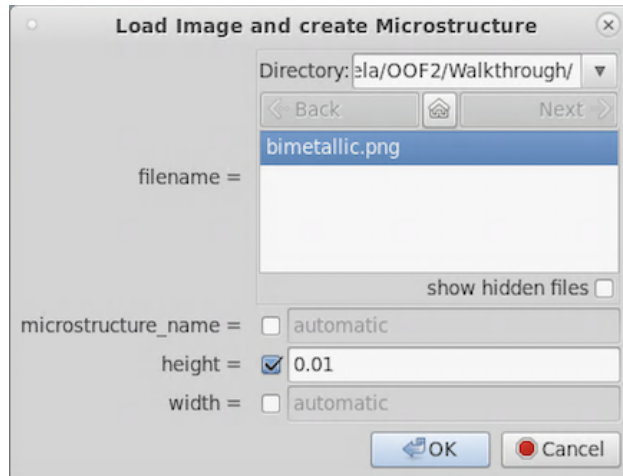 Load Image and create Microstructure
Directory: ela/OOF2/Walkthrough/
Back Next
bimetallic.png
filename =
show hidden files
microstructure_name = automatic
height = 0.01
width = automatic
OK Cancel